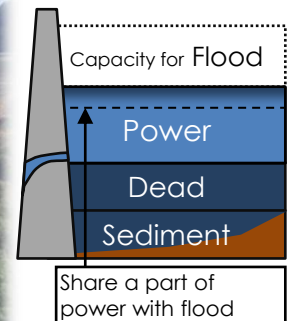 Capacity for Flood
Power
Dead
Sediment
Share a part of
power with flood